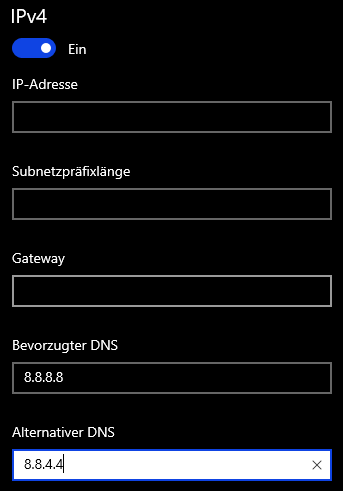 IPv4
Ein
IP-Adresse
Subnetzpräfixlänge
Gateway
Bevorzugter DNS
8.8.8.8
Alternativer DNS
8.8.4.4